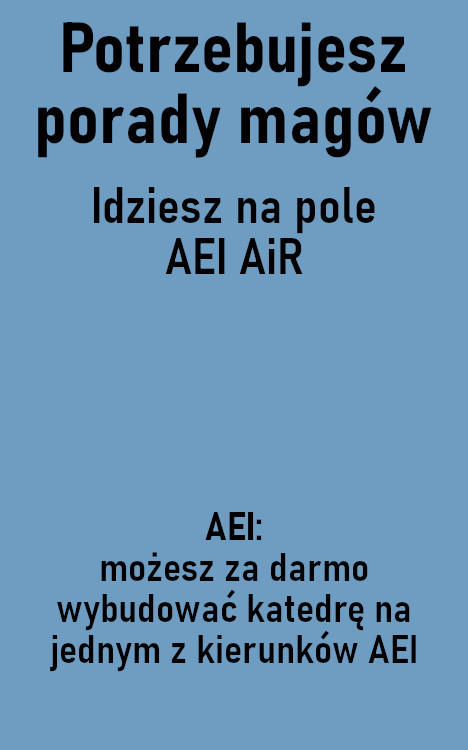 Potrzebujesz
porady magów
Idziesz na pole
AEI AiR
AEI:
możesz za darmo
wybudować katedrę na
jednym z kierunków AEI